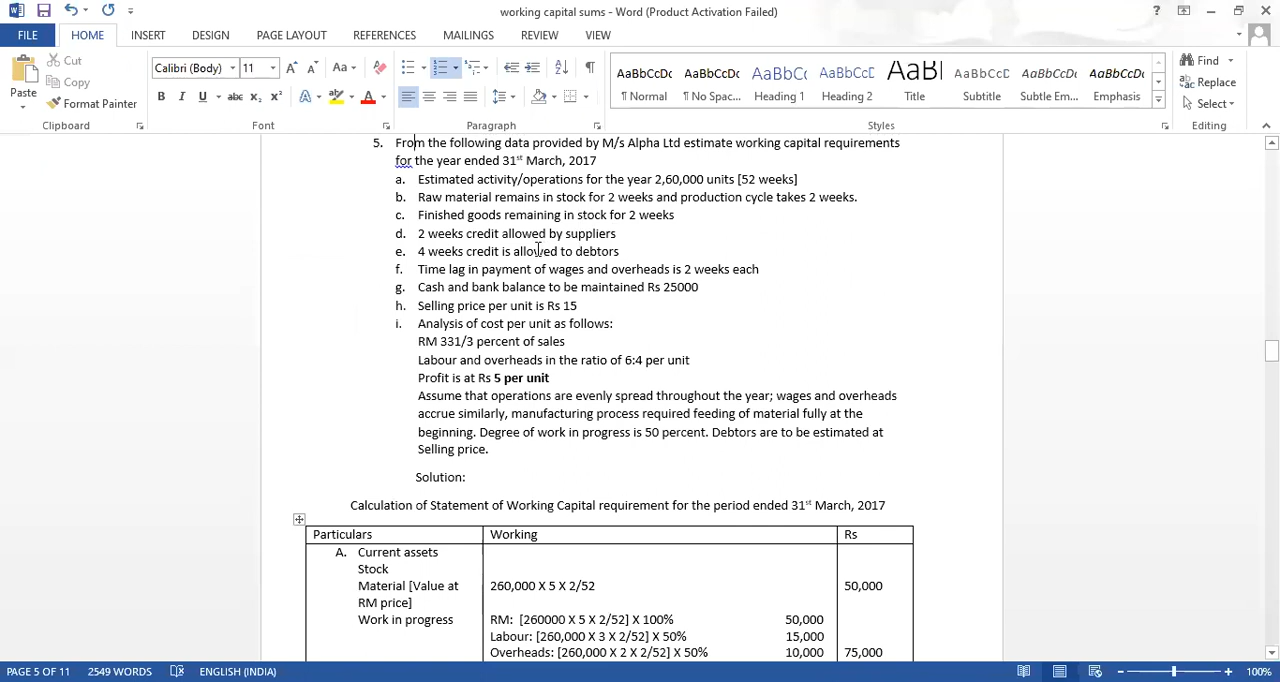 working capital sums - Word (Product Activation Failed)
FILE HOME INSERT DESIGN PAGE LAYOUT REFERENCES MAILINGS REVIEW VIEW
Cut
Copy
Format Painter
Paste
Clipboard
Calibri (Body) 11
Font
Paragraph
AaBbCcDc AaBbCcDc AaBbCc AaBbCcD AaBl AaBbCcD AaBbCcDc AaBbCcDc
¶ Normal ¶ No Spac... Heading 1 Heading 2 Title Subtitle Subtle Em... Emphasis
Styles
Find
Replace
Select
Editing
5. From the following data provided by M/s Alpha Ltd estimate working capital requirements
for the year ended 31st March, 2017
a. Estimated activity/operations for the year 2,60,000 units [52 weeks]
b. Raw material remains in stock for 2 weeks and production cycle takes 2 weeks.
c. Finished goods remaining in stock for 2 weeks
d. 2 weeks credit allowed by suppliers
e. 4 weeks credit is allowed to debtors
f. Time lag in payment of wages and overheads is 2 weeks each
g. Cash and bank balance to be maintained Rs 25000
h. Selling price per unit is Rs 15
i. Analysis of cost per unit as follows:
RM 331/3 percent of sales
Labour and overheads in the ratio of 6:4 per unit
Profit is at Rs 5 per unit
Assume that operations are evenly spread throughout the year; wages and overheads
accrue similarly, manufacturing process required feeding of material fully at the
beginning. Degree of work in progress is 50 percent. Debtors are to be estimated at
Selling price.
Solution:
Calculation of Statement of Working Capital requirement for the period ended 31st March, 2017
Particulars Working Rs
A. Current assets
Stock
Material [Value at 260,000 X 5 X 2/52 50,000
RM price]
Work in progress RM: [260000 X 5 X 2/52] X 100% 50,000
Labour: [260,000 X 3 X 2/52] X 50% 15,000
Overheads: [260,000 X 2 X 2/52] X 50% 10,000 75,000
PAGE 5 OF 11 2549 WORDS ENGLISH (INDIA) 100%